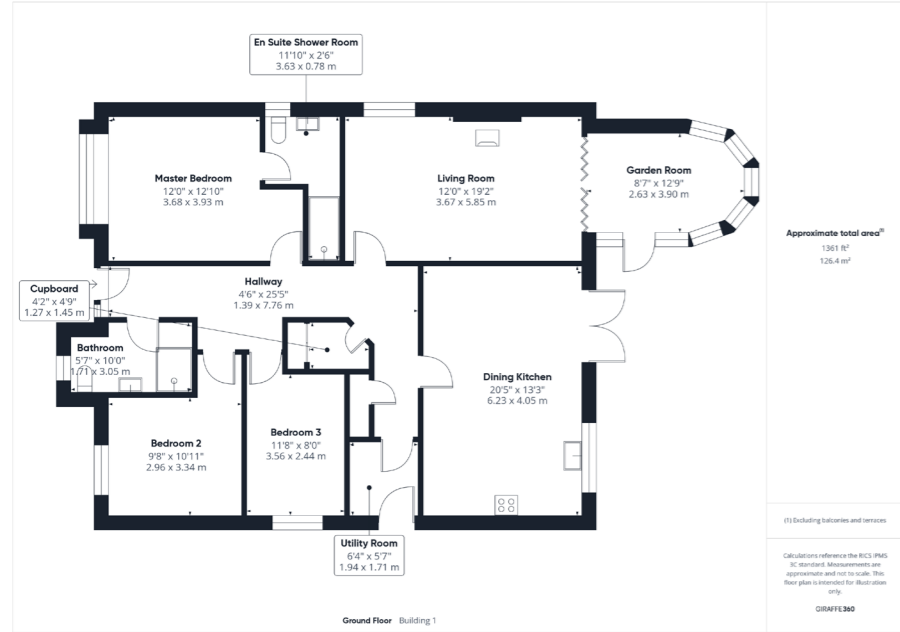 En Suite Shower Room
11'10" x 2'6"
3.63 x 0.78 m
Master Bedroom
12'0" x 12'10"
3.68 x 3.93 m
Living Room
12'0" x 19'2"
3.67 x 5.85 m
Garden Room
8'7" x 12'9"
2.63 x 3.90 m
Approximate total area(1)
1361 ft²
126.4 m²
Hallway
4'6" x 25'5"
1.39 x 7.76 m
Cupboard
4'2" x 4'9"
1.27 x 1.45 m
Bathroom
5'7" x 10'0"
1.71 x 3.05 m
Dining Kitchen
20'5" x 13'3"
6.23 x 4.05 m
Bedroom 2
9'8" x 10'11"
2.96 x 3.34 m
Bedroom 3
11'8" x 8'0"
3.56 x 2.44 m
Utility Room
6'4" x 5'7"
1.94 x 1.71 m
(1) Excluding balconies and terraces
Calculations reference the RICS IPMS
3C standard. Measurements are
approximate and not to scale. This
floor plan is intended for illustration
only.
GIRAFFE360
Ground Floor Building 1